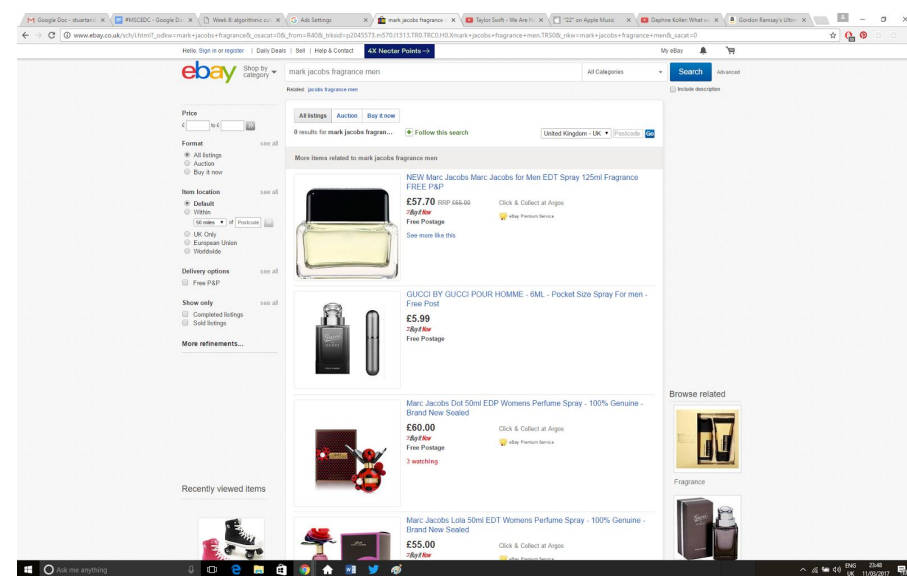 Google Doc - stuartand
#MSCEDC - Google Do
Week 8 algorithmic cul
Ads Settings
mark jacobs fragrance
Taylor Swift - We Are N
"22" on Apple Music
Daphne Koller: What we
Gordon Ramsay's Ultim
www.ebay.co.uk/sch/i.html?_odkw=mark+jacobs+fragrance&_osacat=0&_from=R40&_trksid=p2045573.m570.l1313.TR0.TRC0.H0.Xmark+jacobs+fragrance+men.TRS0&_nkw=mark+jacobs+fragrance+men&_sacat=0
Hello. Sign in or register | Daily Deals | Sell | Help & Contact 4X Nectar Points→ My eBay
ebay Shop by category mark jacobs fragrance men All Categories Search Advanced
Related: jacobs fragrance men Include description
Price
£ to £
Format see all
All listings
Auction
Buy it now
Item location see all
Default
Within
50 miles of Postcode
UK Only
European Union
Worldwide
Delivery options see all
Free P&P
Show only see all
Completed listings
Sold listings
More refinements...
Recently viewed items
All listings Auction Buy it now
0 results for mark jacobs fragran... Follow this search United Kingdom - UK Postcode Go
More items related to mark jacobs fragrance men
NEW Marc Jacobs Marc Jacobs for Men EDT Spray 125ml Fragrance
FREE P&P
£57.70 RRP £65.00 Click & Collect at Argos
Buy It Now eBay Premium Service
Free Postage
See more like this
GUCCI BY GUCCI POUR HOMME - 6ML - Pocket Size Spray For men -
Free Post
£5.99
Buy It Now
Free Postage
Marc Jacobs Dot 50ml EDP Womens Perfume Spray - 100% Genuine -
Brand New Sealed
£60.00 Click & Collect at Argos
Buy It Now eBay Premium Service
Free Postage
3 watching
Marc Jacobs Lola 50ml EDT Womens Perfume Spray - 100% Genuine -
Brand New Sealed
£55.00 Click & Collect at Argos
Buy It Now eBay Premium Service
Browse related
Fragrance
Ask me anything
ENG 23:48
UK 11/03/2017